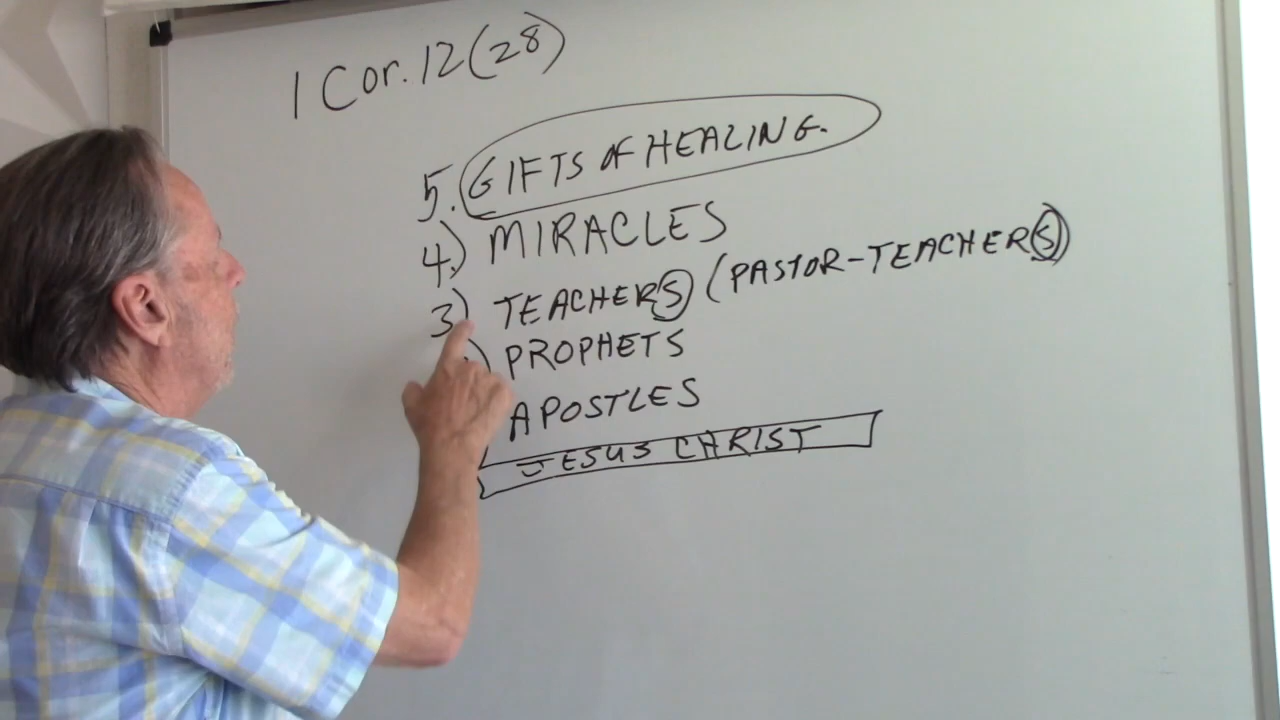 1 Cor. 12 (28)
5. GIFTS OF HEALING.
4.) MIRACLES
3) TEACHERS (PASTOR-TEACHERS)
) PROPHETS
APOSTLES
JESUS CHRIST